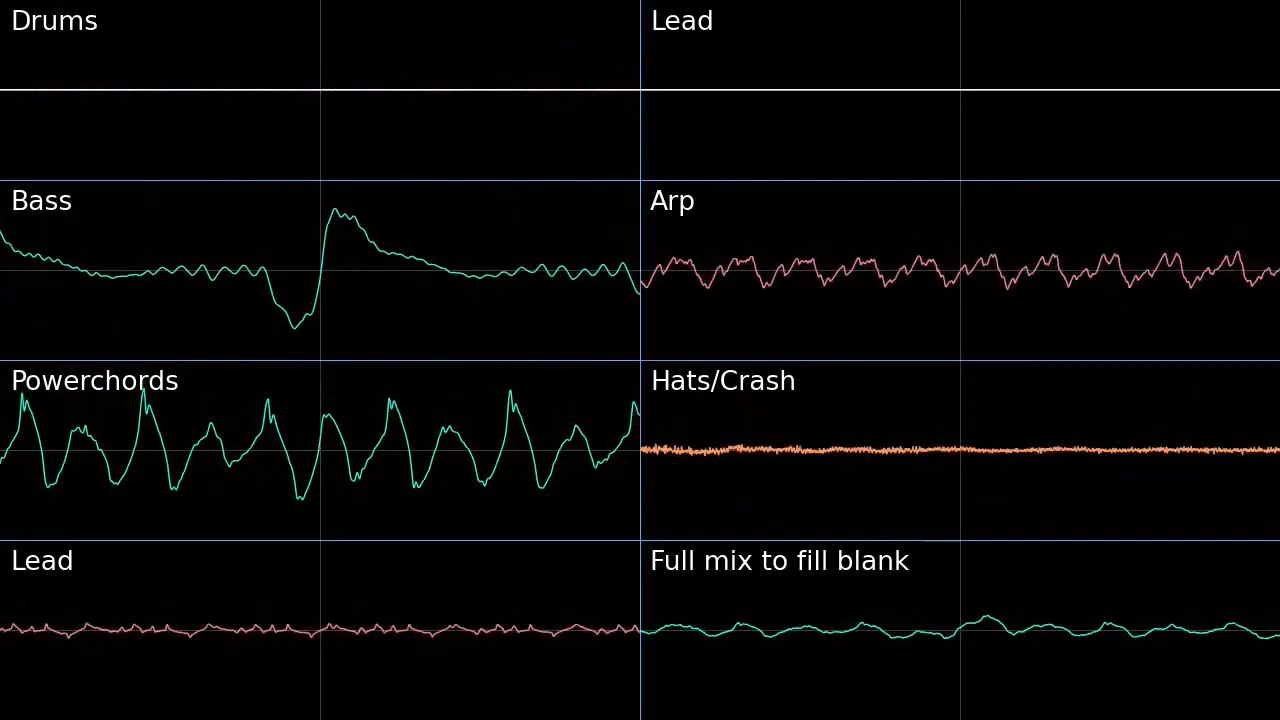 Drums
Lead
Bass
Arp
Powerchords
Hats/Crash
Lead
Full mix to fill blank